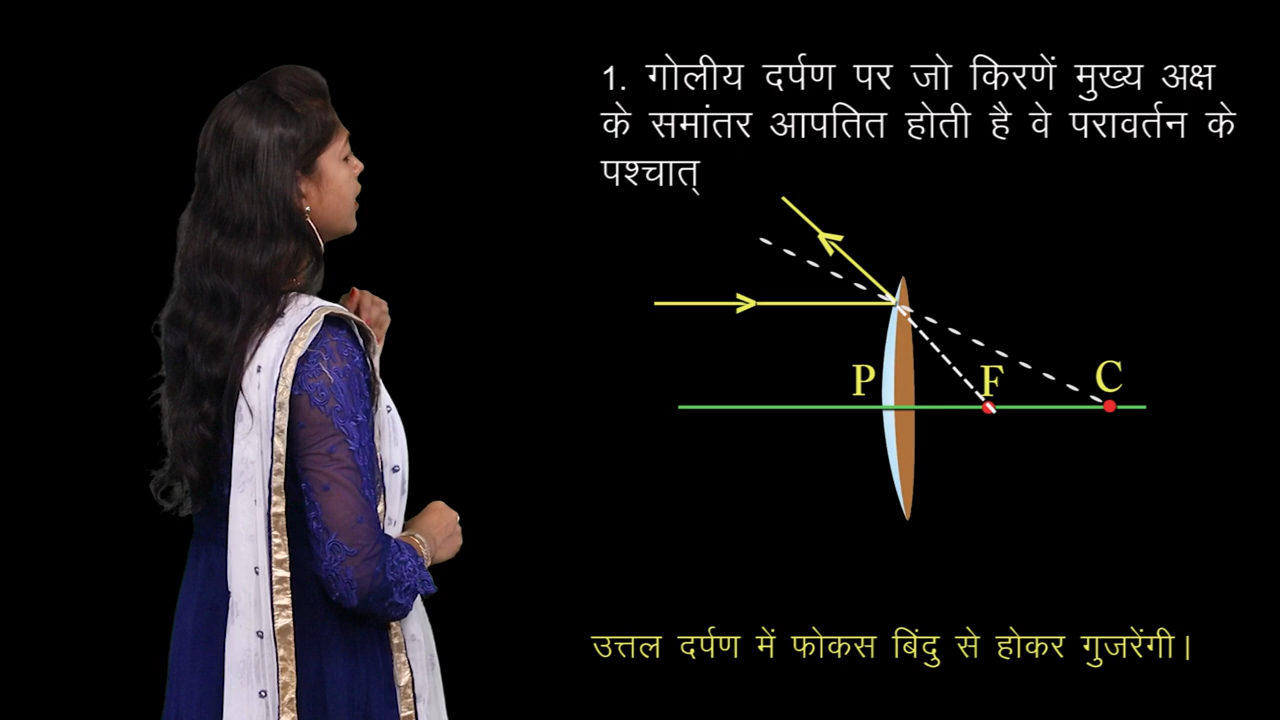 1. गोलीय दर्पण पर जो किरणें मुख्य अक्ष
के समांतर आपतित होती है वे परावर्तन के
पश्चात्
P
F
C
उत्तल दर्पण में फोकस बिंदु से होकर गुजरेंगी।